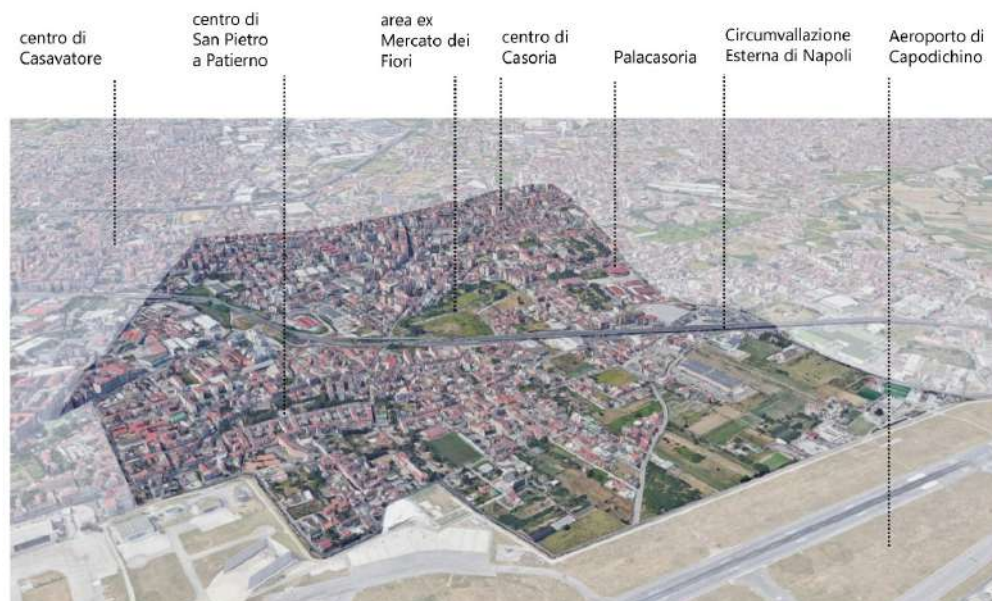 centro di
Casavatore
centro di
San Pietro
a Patierno
area ex
Mercato dei
Fiori
centro di
Casoria
Palacasoria
Circumvallazione
Esterna di Napoli
Aeroporto di
Capodichino